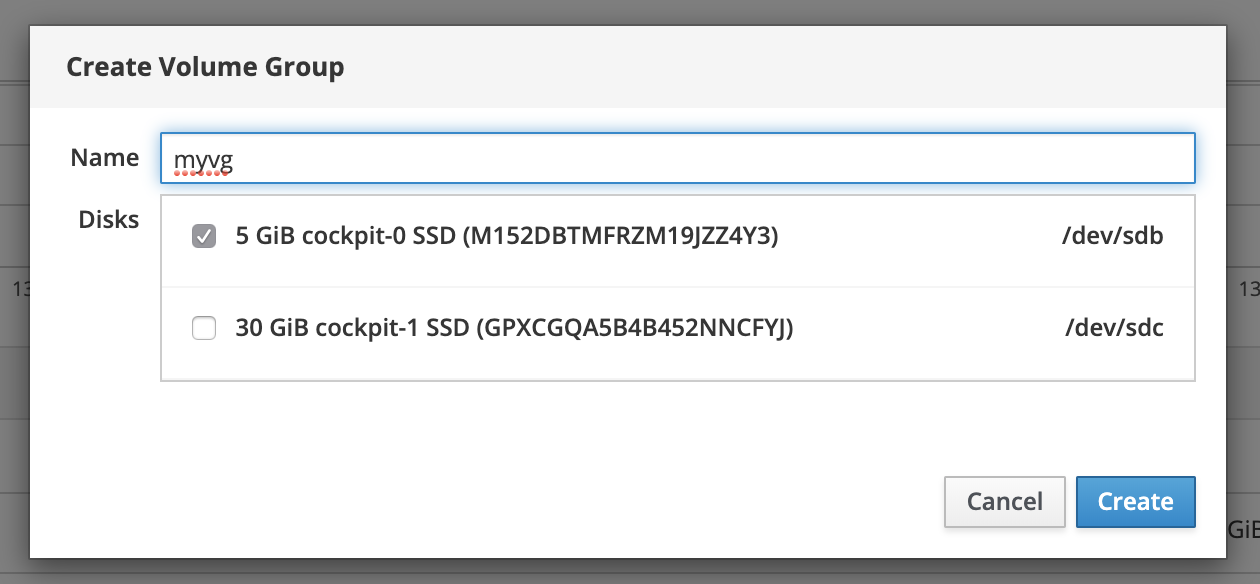 Create Volume Group
Name
myvg
Disks
5 GiB cockpit-0 SSD (M152DBTMFRZM19JZZ4Y3) /dev/sdb
13
13
30 GiB cockpit-1 SSD (GPXCGQA5B4B452NNCFYJ) /dev/sdc
Cancel Create
GiB